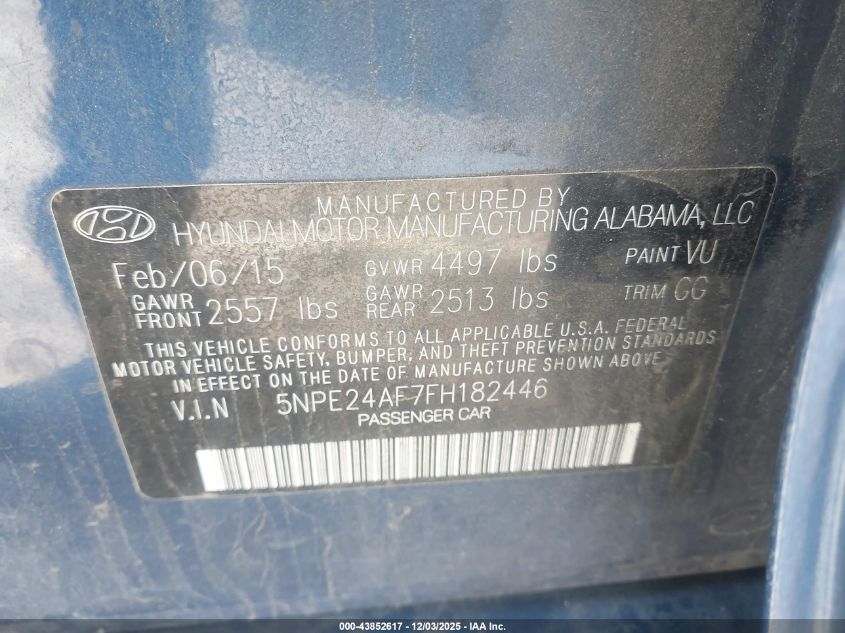 MANUFACTURED BY
HYUNDAI MOTOR MANUFACTURING ALABAMA, LLC
Feb/06/15 GVWR 4497 lbs PAINT VU
GAWR FRONT 2557 lbs GAWR REAR 2513 lbs TRIM GG
THIS VEHICLE CONFORMS TO ALL APPLICABLE U.S.A. FEDERAL
MOTOR VEHICLE SAFETY, BUMPER, AND THEFT PREVENTION STANDARDS
IN EFFECT ON THE DATE OF MANUFACTURE SHOWN ABOVE
V.I.N 5NPE24AF7FH182446
PASSENGER CAR
000-43852617 - 12/03/2025 - IAA Inc.